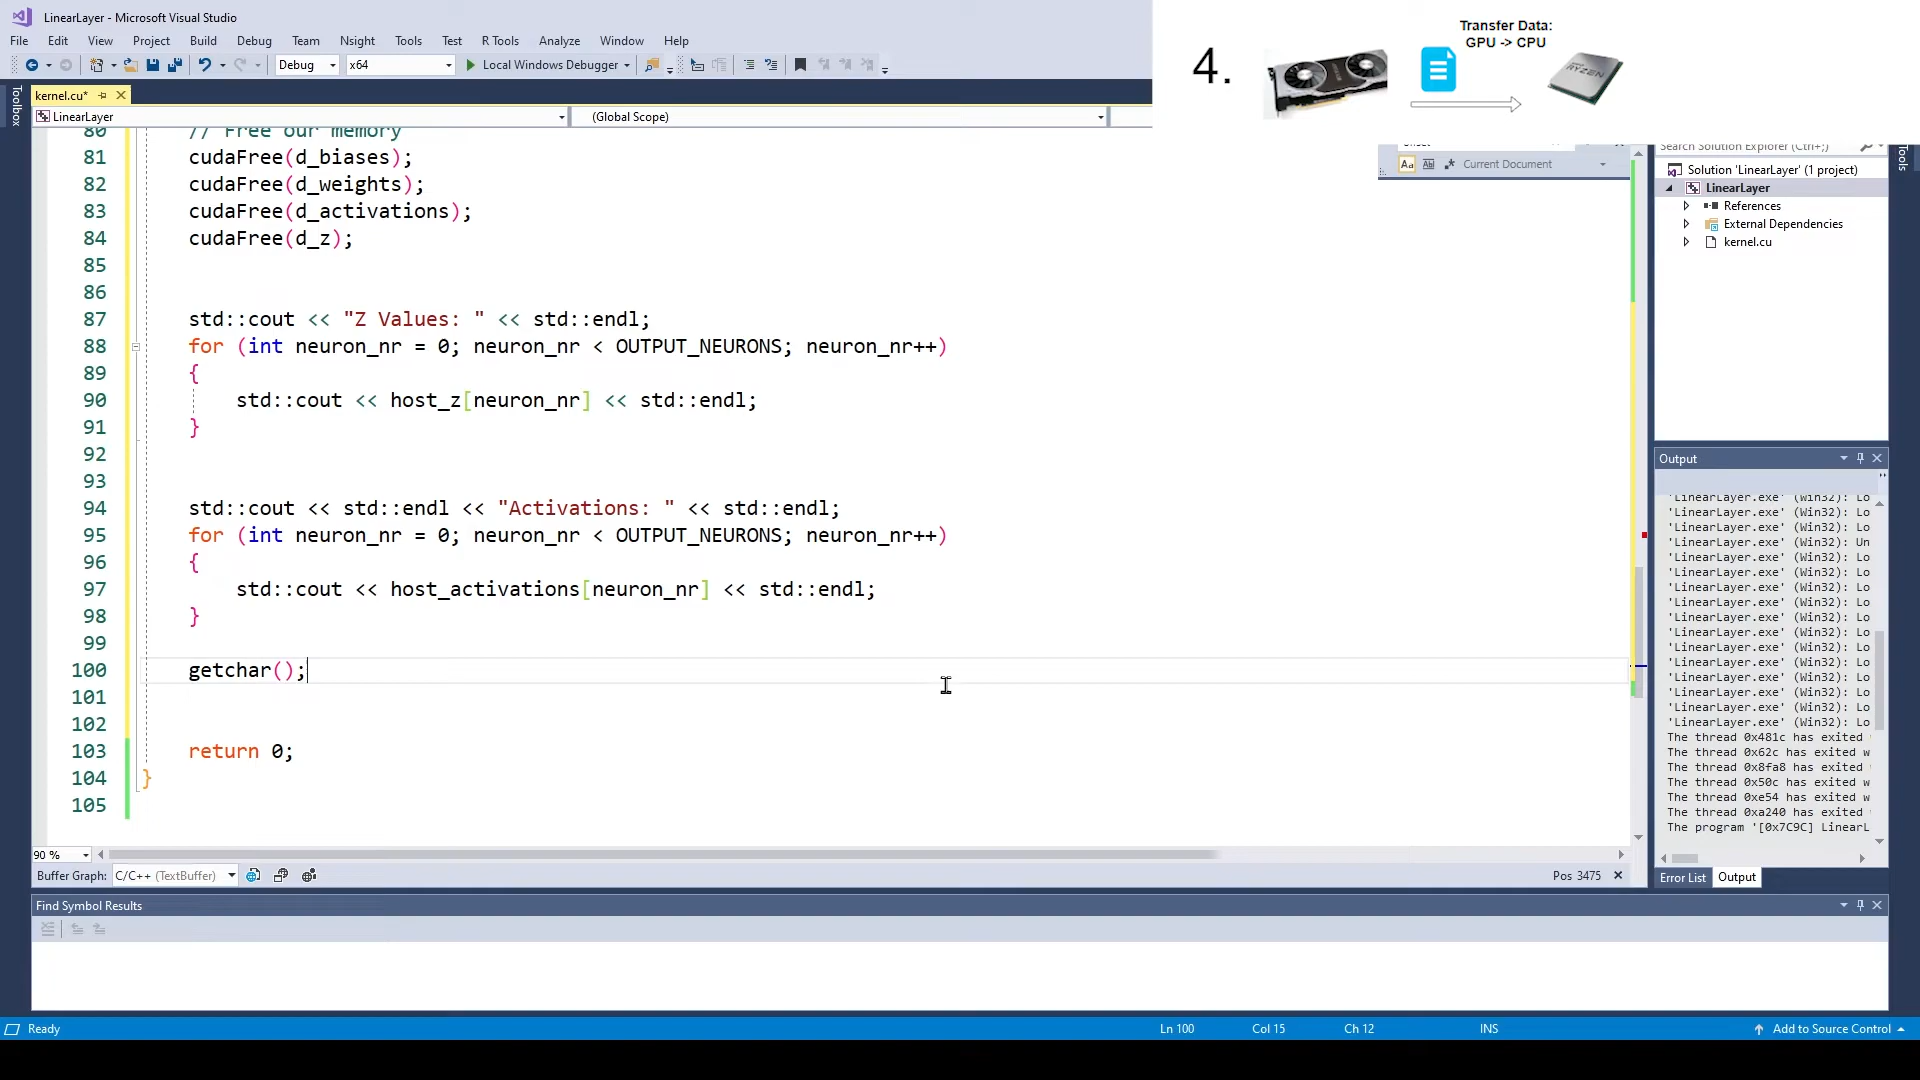 LinearLayer - Microsoft Visual Studio
File Edit View Project Build Debug Team Nsight Tools Test R Tools Analyze Window Help
Debug x64 Local Windows Debugger
4.
Transfer Data:
GPU -> CPU
RYZEN
Toolbox
kernel.cu*
LinearLayer (Global Scope)
Current Document
80 // Free our memory
81 cudaFree(d_biases);
82 cudaFree(d_weights);
83 cudaFree(d_activations);
84 cudaFree(d_z);
85
86
87 std::cout << "Z Values: " << std::endl;
88 for (int neuron_nr = 0; neuron_nr < OUTPUT_NEURONS; neuron_nr++)
89 {
90 std::cout << host_z[neuron_nr] << std::endl;
91 }
92
93
94 std::cout << std::endl << "Activations: " << std::endl;
95 for (int neuron_nr = 0; neuron_nr < OUTPUT_NEURONS; neuron_nr++)
96 {
97 std::cout << host_activations[neuron_nr] << std::endl;
98 }
99
100 getchar();
101
102
103 return 0;
104 }
105
90 %
Buffer Graph: C/C++ (TextBuffer) Pos 3475
Search Solution Explorer (Ctrl+;)
Tools
Solution 'LinearLayer' (1 project)
LinearLayer
References
External Dependencies
kernel.cu
Output
'LinearLayer.exe' (Win32): Lo
'LinearLayer.exe' (Win32): Lo
'LinearLayer.exe' (Win32): Lo
'LinearLayer.exe' (Win32): Un
'LinearLayer.exe' (Win32): Lo
'LinearLayer.exe' (Win32): Lo
'LinearLayer.exe' (Win32): Lo
'LinearLayer.exe' (Win32): Lo
'LinearLayer.exe' (Win32): Lo
'LinearLayer.exe' (Win32): Lo
'LinearLayer.exe' (Win32): Lo
'LinearLayer.exe' (Win32): Lo
'LinearLayer.exe' (Win32): Lo
'LinearLayer.exe' (Win32): Lo
'LinearLayer.exe' (Win32): Lo
'LinearLayer.exe' (Win32): Lo
The thread 0x481c has exited
The thread 0x62c has exited w
The thread 0x8fa8 has exited
The thread 0x50c has exited w
The thread 0xe54 has exited w
The thread 0xa240 has exited
The program '[0x7C9C] LinearL
Error List Output
Find Symbol Results
Ready Ln 100 Col 15 Ch 12 INS Add to Source Control